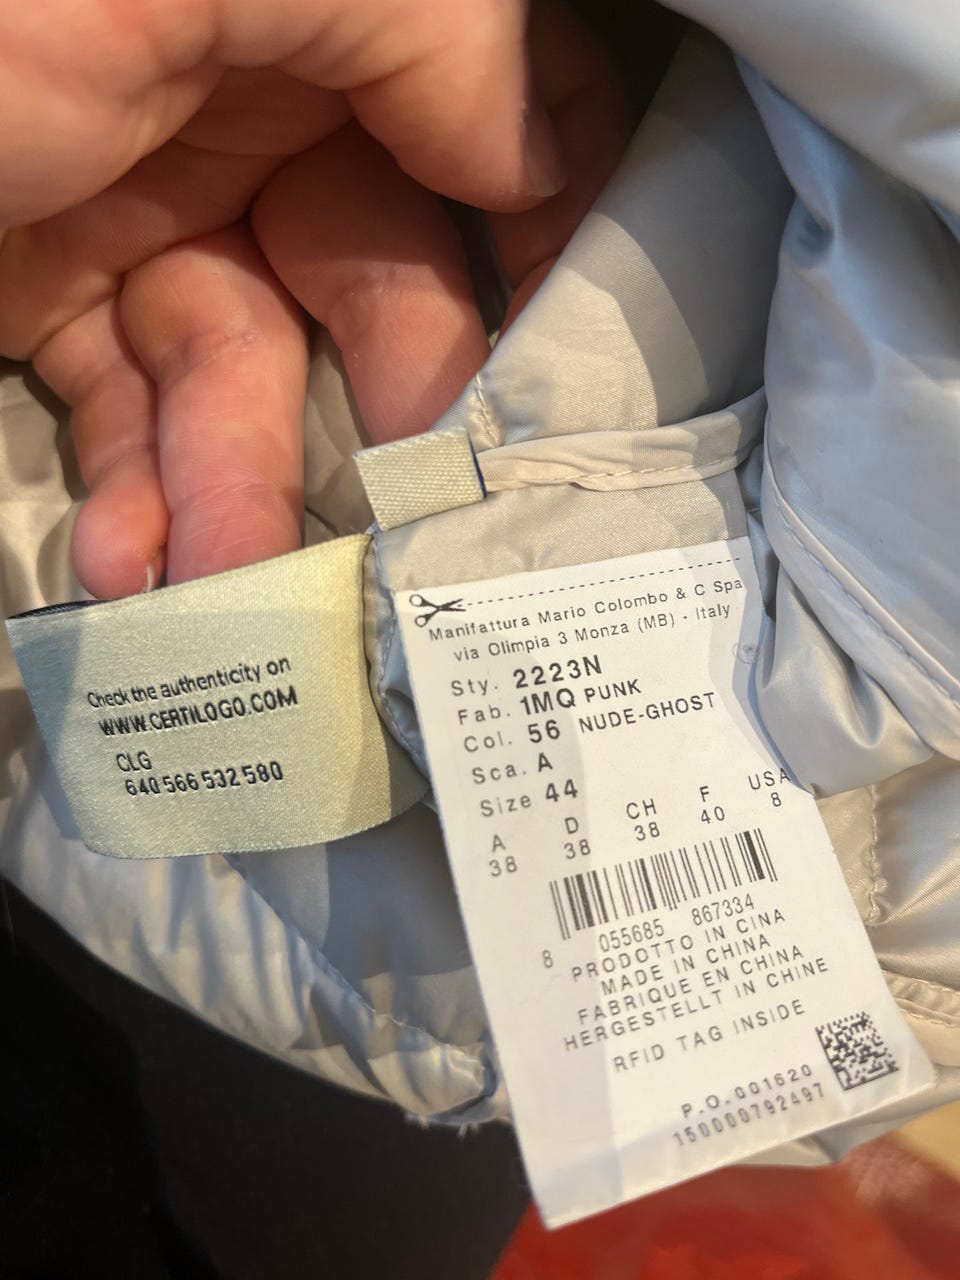 Check the authenticity on
WWW.CERTILOGO.COM
CLG
640 566 532 580
Manifattura Mario Colombo & C Spa
via Olimpia 3 Monza (MB) - Italy
Sty. 2223N
Fab. 1MQ PUNK
Col. 56 NUDE-GHOST
Sca. A
Size 44
A D CH F USA
38 38 38 40 8
8 055685 867334
PRODOTTO IN CINA
MADE IN CHINA
FABRIQUE EN CHINA
HERGESTELLT IN CHINE
RFID TAG INSIDE
P.O.001620
150000792497